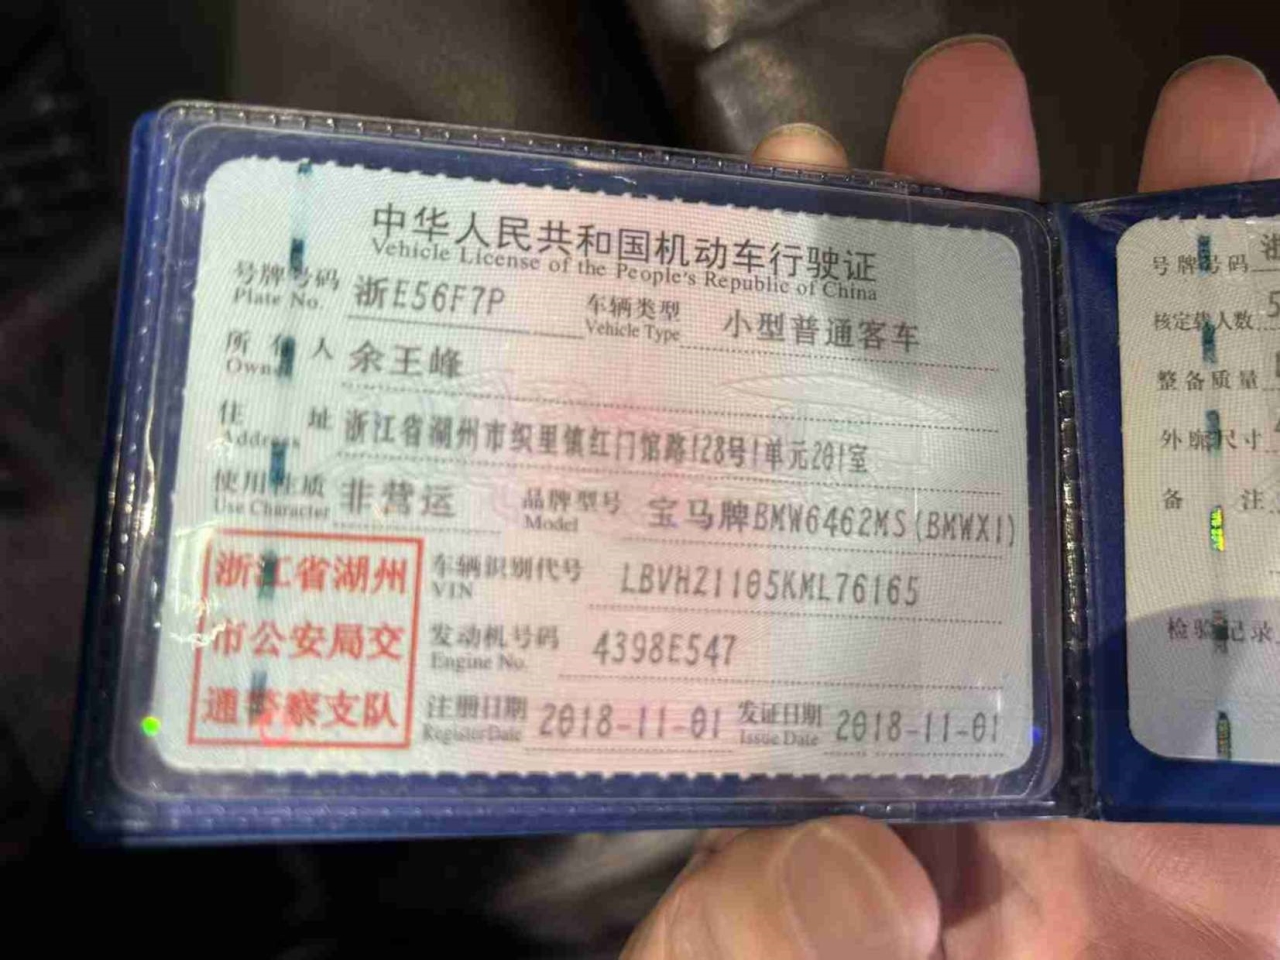 中华人民共和国机动车行驶证
Vehicle License of the People's Republic of China
号牌号码 浙E56F7P 车辆类型 小型普通客车
Plate No. Vehicle Type
所有人 余王峰
Owner
住址 浙江省湖州市织里镇红门馆路128号1单元201室
Address
使用性质 非营运 品牌型号 宝马牌BMW6462MS(BMWX1)
Use Character Model
浙江省湖州
市公安局交
通警察支队
车辆识别代号 LBVH21105KML76165
VIN
发动机号码 4398E547
Engine No.
注册日期 2018-11-01 发证日期 2018-11-01
Register Date Issue Date
号牌号码 浙
核定载人数 5
整备质量
外廓尺寸
备注
检验记录